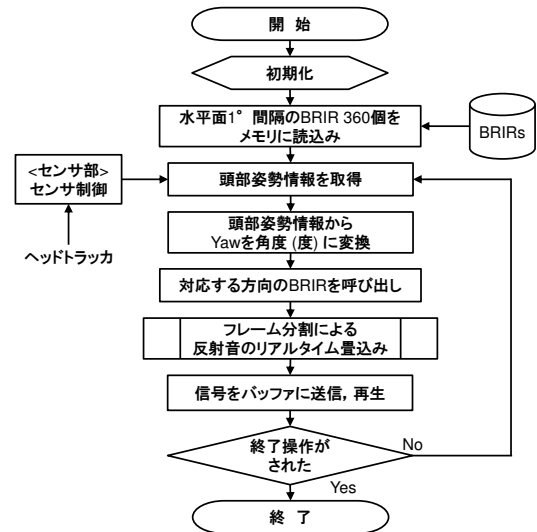 開 始
初期化
水平面1° 間隔のBRIR 360個を
メモリに読込み
BRIRs
<センサ部>
センサ制御
頭部姿勢情報を取得
ヘッドトラッカ
頭部姿勢情報から
Yawを角度 (度) に変換
対応する方向のBRIRを呼び出し
フレーム分割による
反射音のリアルタイム畳込み
信号をバッファに送信, 再生
終了操作が
された
No
Yes
終 了